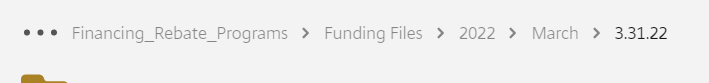 Financing_Rebate_Programs > Funding Files > 2022 > March > 3.31.22